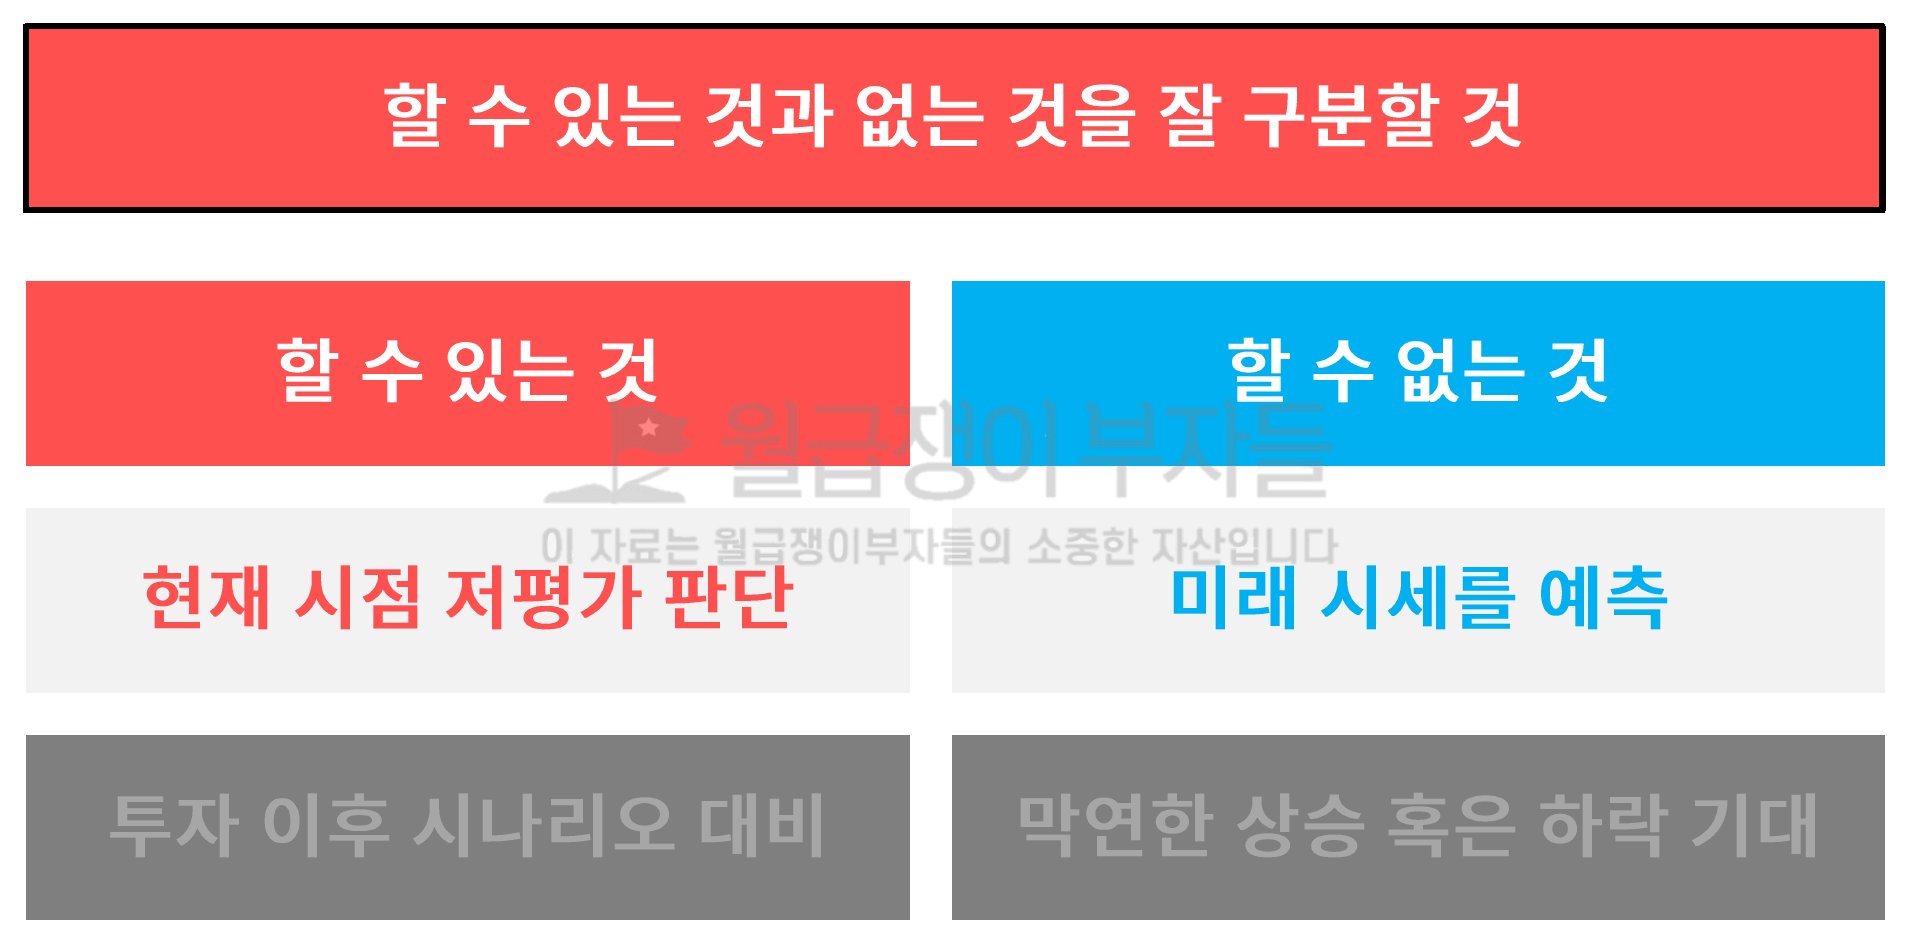 할 수 있는 것과 없는 것을 잘 구분할 것
할 수 있는 것
할 수 없는 것
월급쟁이부자들
이 자료는 월급쟁이부자들의 소중한 자산입니다
현재 시점 저평가 판단
미래 시세를 예측
투자 이후 시나리오 대비
막연한 상승 혹은 하락 기대